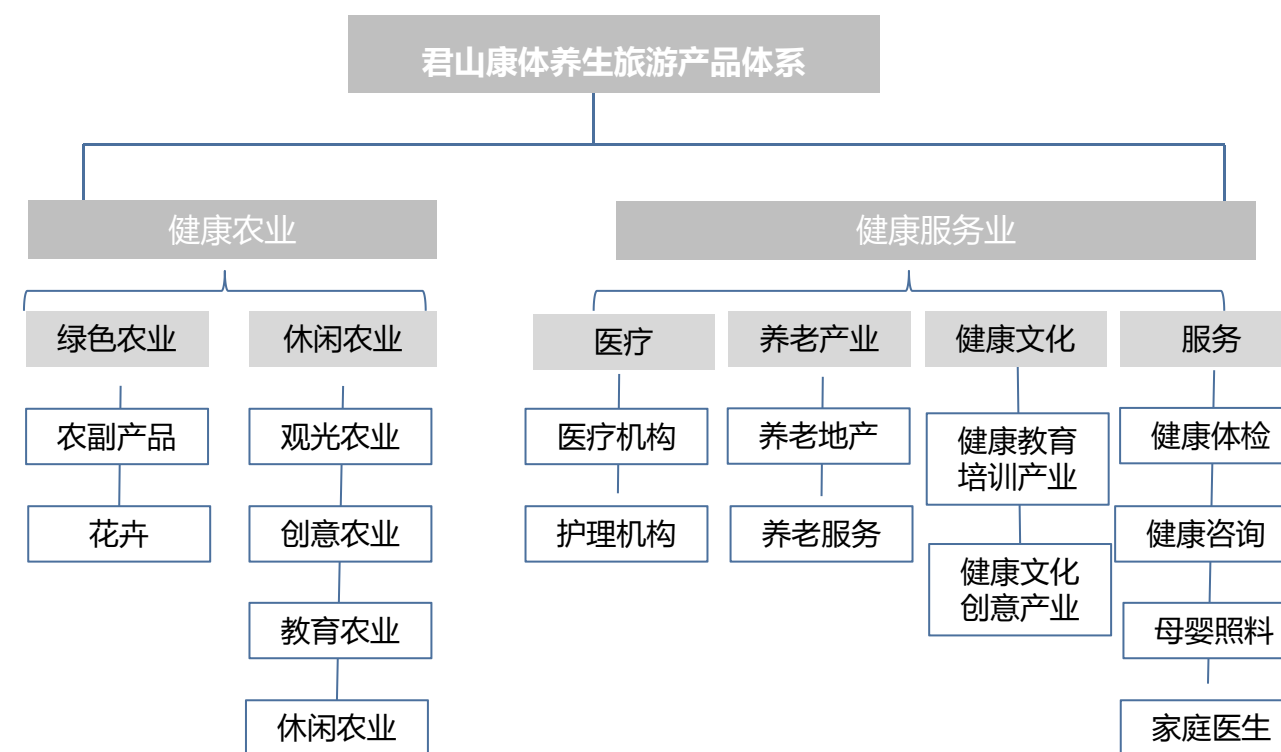 君山康体养生旅游产品体系
健康农业
健康服务业
绿色农业
休闲农业
医疗
养老产业
健康文化
服务
农副产品
观光农业
医疗机构
养老地产
健康教育
培训产业
健康体检
花卉
创意农业
护理机构
养老服务
健康文化
创意产业
健康咨询
教育农业
母婴照料
休闲农业
家庭医生